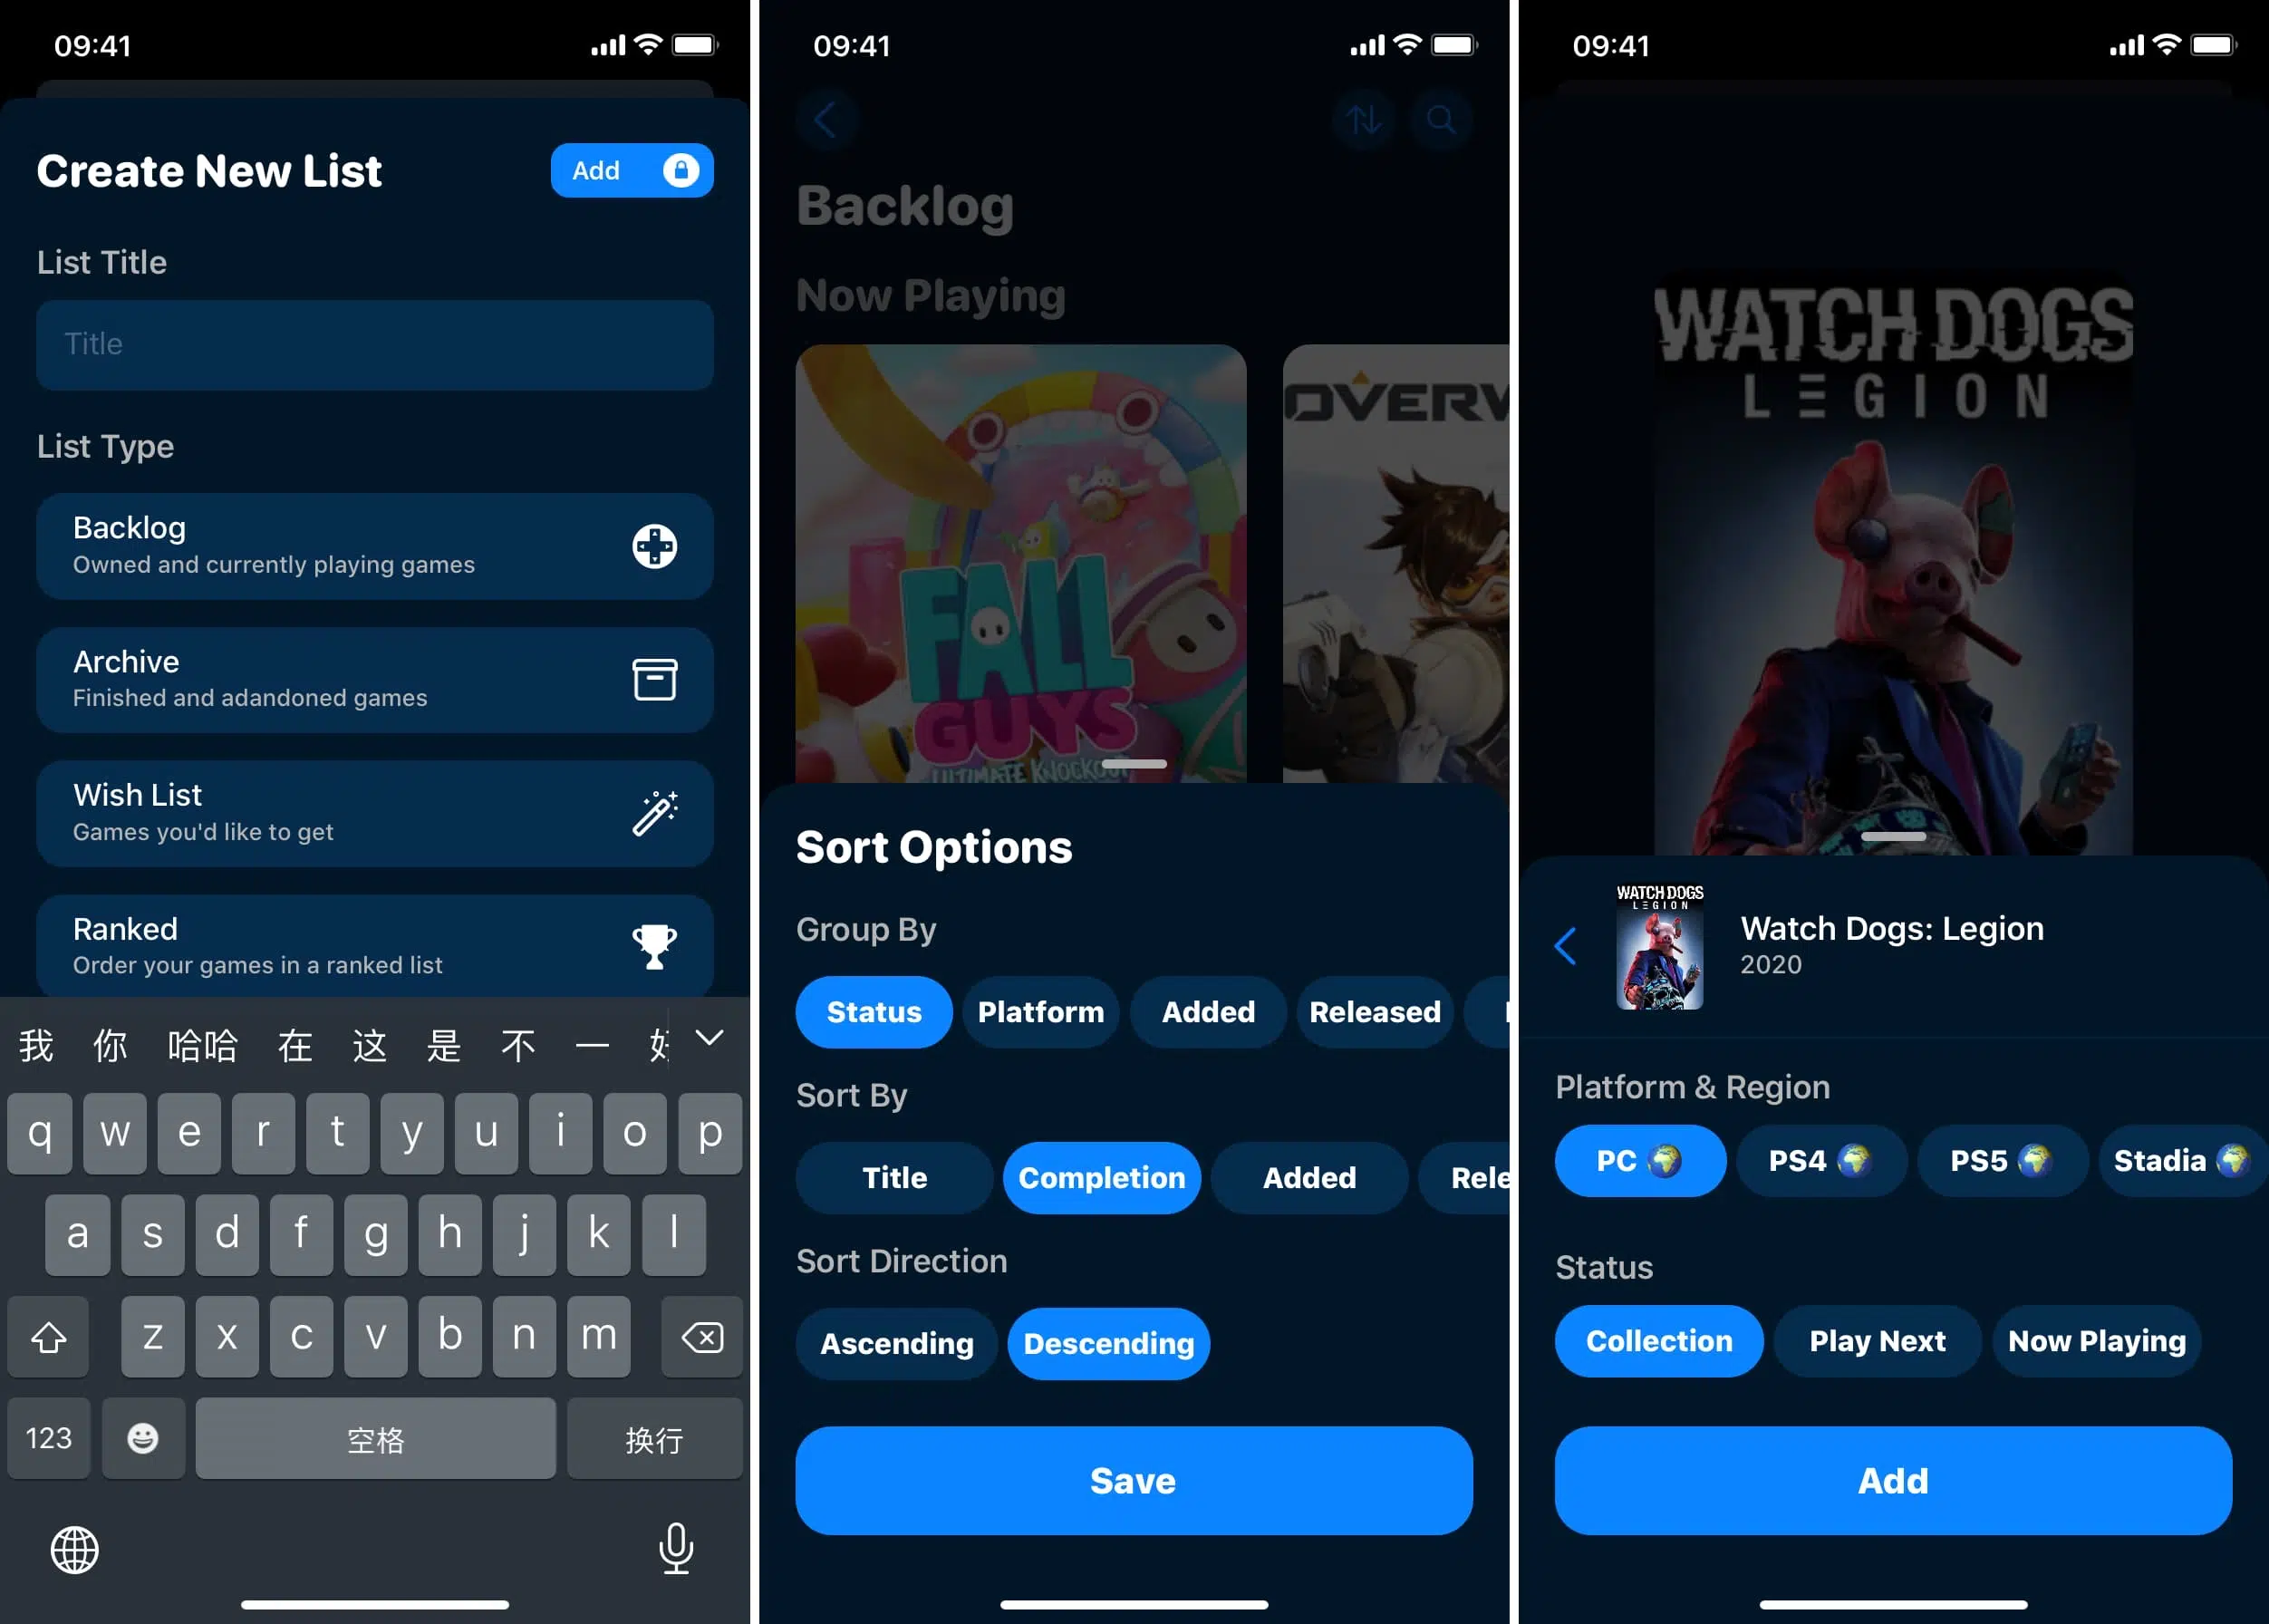 09:41
Create New List
Add
List Title
Title
List Type
Backlog
Owned and currently playing games
Archive
Finished and adandoned games
Wish List
Games you'd like to get
Ranked
Order your games in a ranked list
我 你 哈哈 在 这 是 不 一
q w e r t y u i o p
a s d f g h j k l
z x c v b n m
123 空格 换行
09:41
Backlog
Now Playing
FALL
GUYS
ULTIMATE KNOCKOUT
Sort Options
Group By
Status Platform Added Released
Sort By
Title Completion Added Rele
Sort Direction
Ascending Descending
Save
09:41
WATCH DOGS
LEGION
WATCH DOGS
LEGION
Watch Dogs: Legion
2020
Platform & Region
PC PS4 PS5 Stadia
Status
Collection Play Next Now Playing
Add